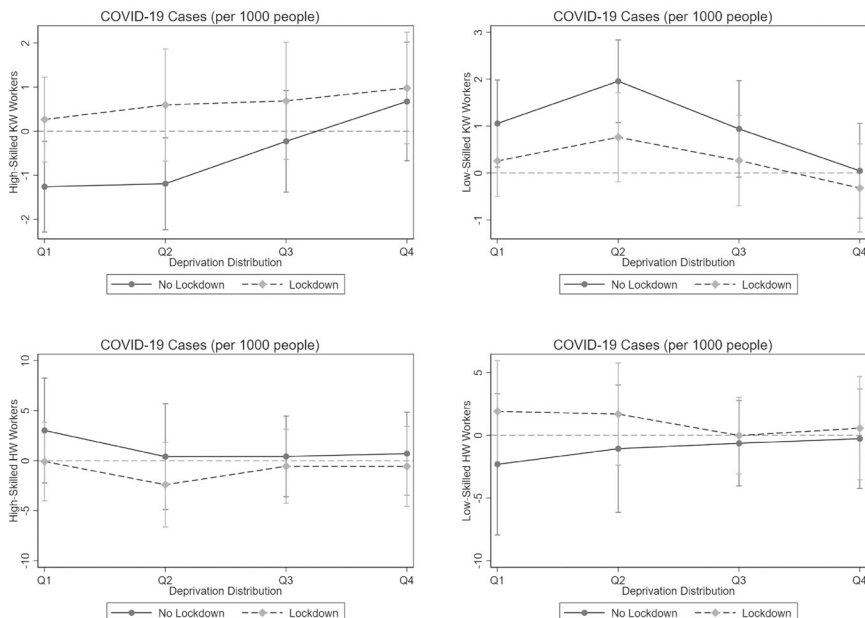 COVID-19 Cases (per 1000 people)
High-Skilled KW Workers
2
1
0
-1
-2
Q1 Q2 Q3 Q4
Deprivation Distribution
No Lockdown Lockdown
COVID-19 Cases (per 1000 people)
Low-Skilled KW Workers
3
2
1
0
-1
Q1 Q2 Q3 Q4
Deprivation Distribution
No Lockdown Lockdown
COVID-19 Cases (per 1000 people)
High-Skilled HW Workers
10
5
0
-5
-10
Q1 Q2 Q3 Q4
Deprivation Distribution
No Lockdown Lockdown
COVID-19 Cases (per 1000 people)
Low-Skilled HW Workers
5
0
-5
-10
Q1 Q2 Q3 Q4
Deprivation Distribution
No Lockdown Lockdown